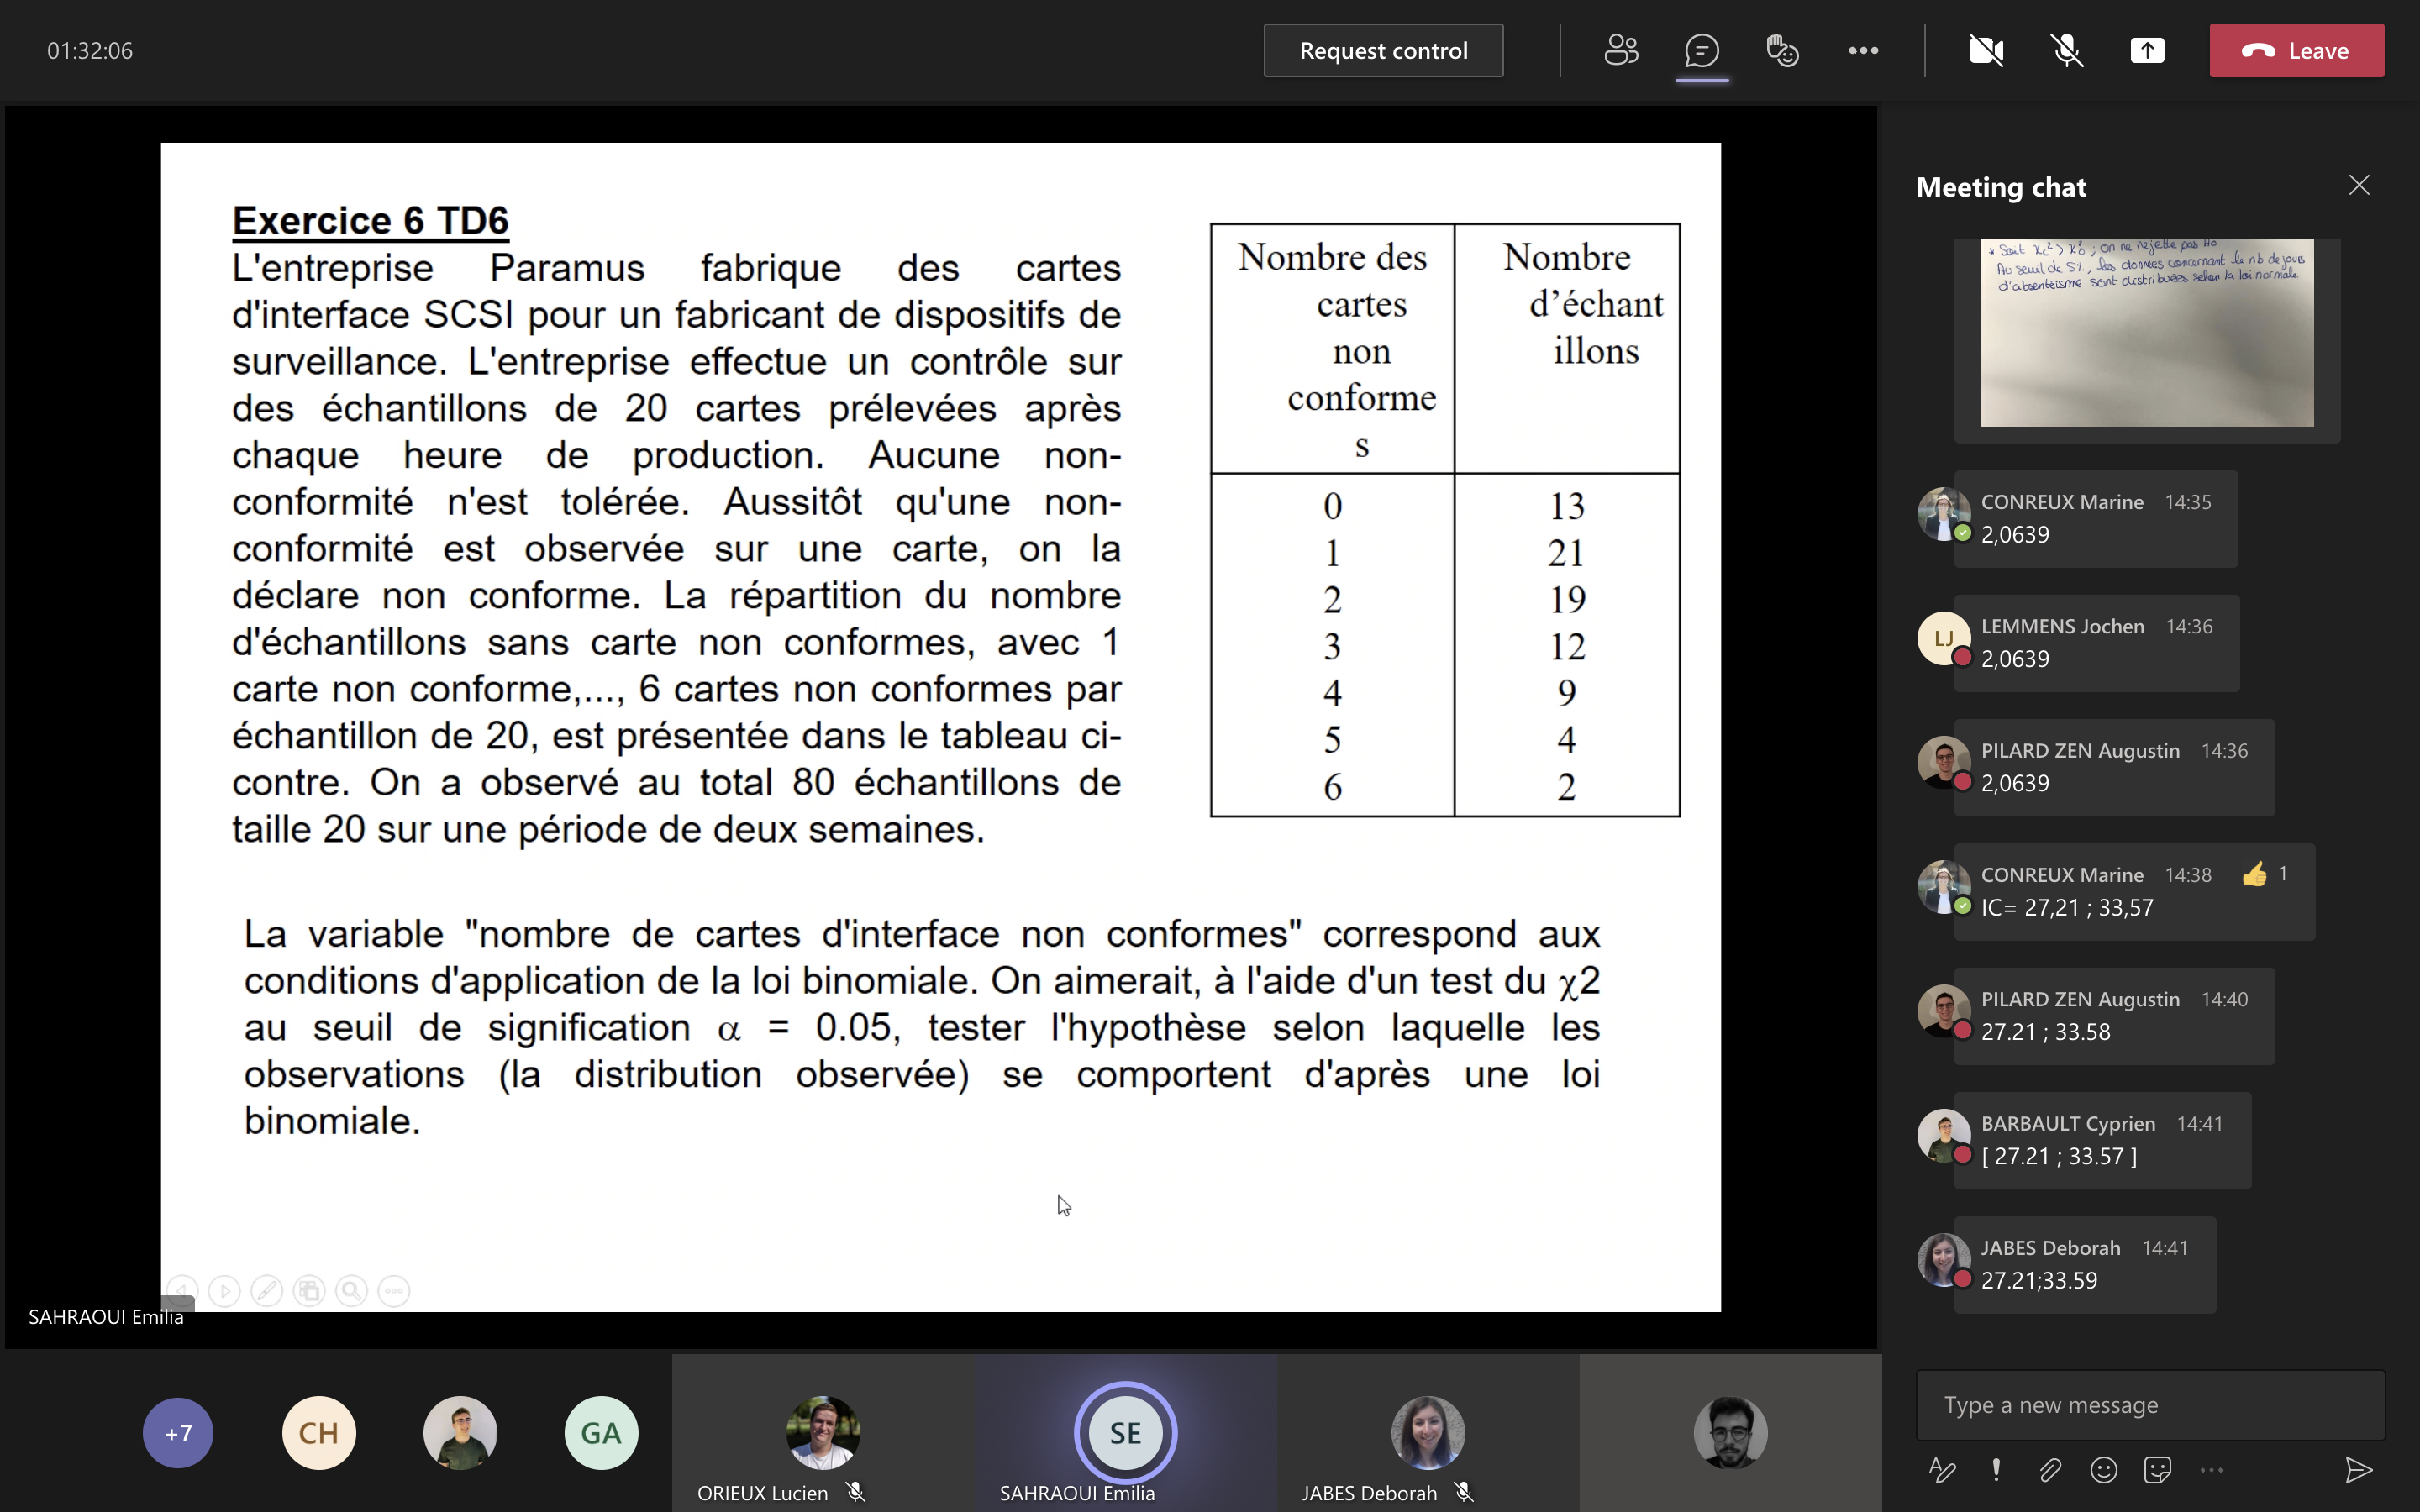 01:32:06
Request control
Leave
Exercice 6 TD6
L'entreprise Paramus fabrique des cartes
d'interface SCSI pour un fabricant de dispositifs de
surveillance. L'entreprise effectue un contrôle sur
des échantillons de 20 cartes prélevées après
chaque heure de production. Aucune non-
conformité n'est tolérée. Aussitôt qu'une non-
conformité est observée sur une carte, on la
déclare non conforme. La répartition du nombre
d'échantillons sans carte non conformes, avec 1
carte non conforme,..., 6 cartes non conformes par
échantillon de 20, est présentée dans le tableau ci-
contre. On a observé au total 80 échantillons de
taille 20 sur une période de deux semaines.
Nombre des
cartes
non
conforme
s
Nombre
d'échant
illons
0 13
1 21
2 19
3 12
4 9
5 4
6 2
La variable "nombre de cartes d'interface non conformes" correspond aux
conditions d'application de la loi binomiale. On aimerait, à l'aide d'un test du χ2
au seuil de signification α = 0.05, tester l'hypothèse selon laquelle les
observations (la distribution observée) se comportent d'après une loi
binomiale.
SAHRAOUI Emilia
+7
CH
GA
ORIEUX Lucien
SE
SAHRAOUI Emilia
JABES Deborah
Meeting chat
; on ne rejette pas H0
Au seuil de 5%, les données concernant le nb de jours
d'absentéisme sont distribuées selon la loi normale
CONREUX Marine 14:35
2,0639
LJ
LEMMENS Jochen 14:36
2,0639
PILARD ZEN Augustin 14:36
2,0639
CONREUX Marine 14:38 1
IC= 27,21 ; 33,57
PILARD ZEN Augustin 14:40
27.21 ; 33.58
BARBAULT Cyprien 14:41
[ 27.21 ; 33.57 ]
JABES Deborah 14:41
27.21;33.59
Type a new message